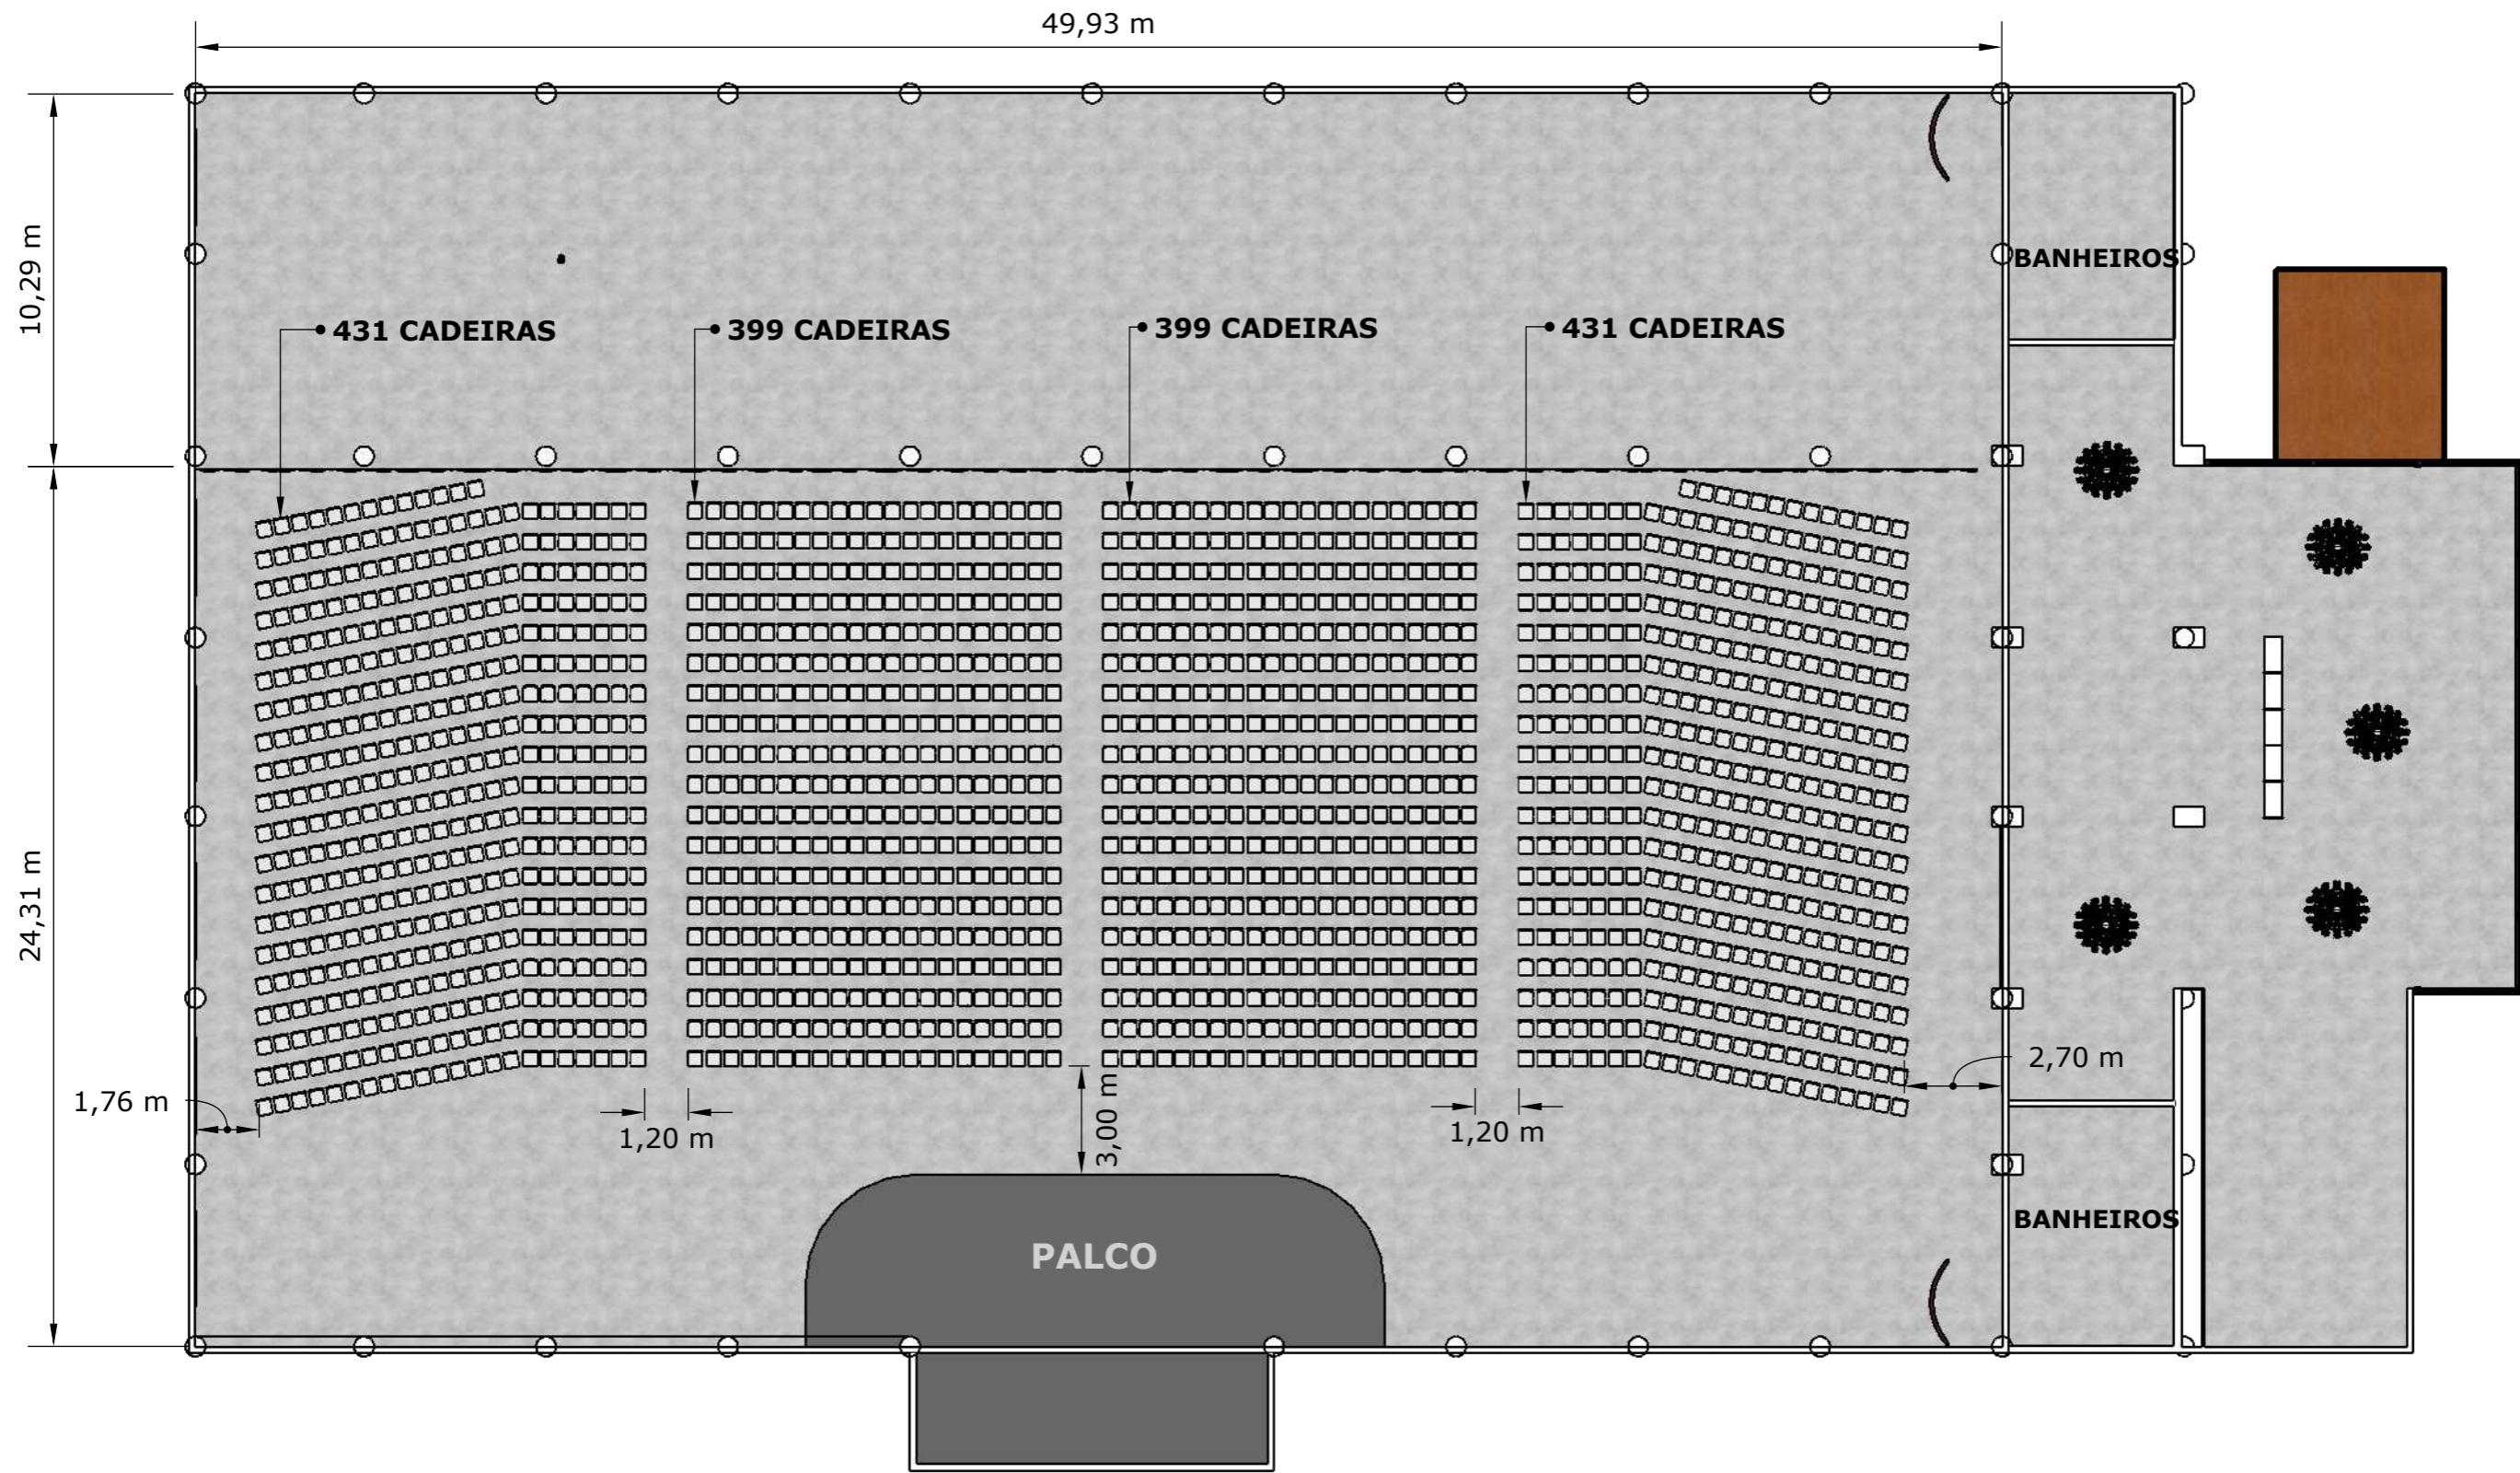 49,93 m
10,29 m
BANHEIROS
431 CADEIRAS
399 CADEIRAS
399 CADEIRAS
431 CADEIRAS
24,31 m
2,70 m
1,76 m
3,00 m
1,20 m
1,20 m
BANHEIROS
PALCO